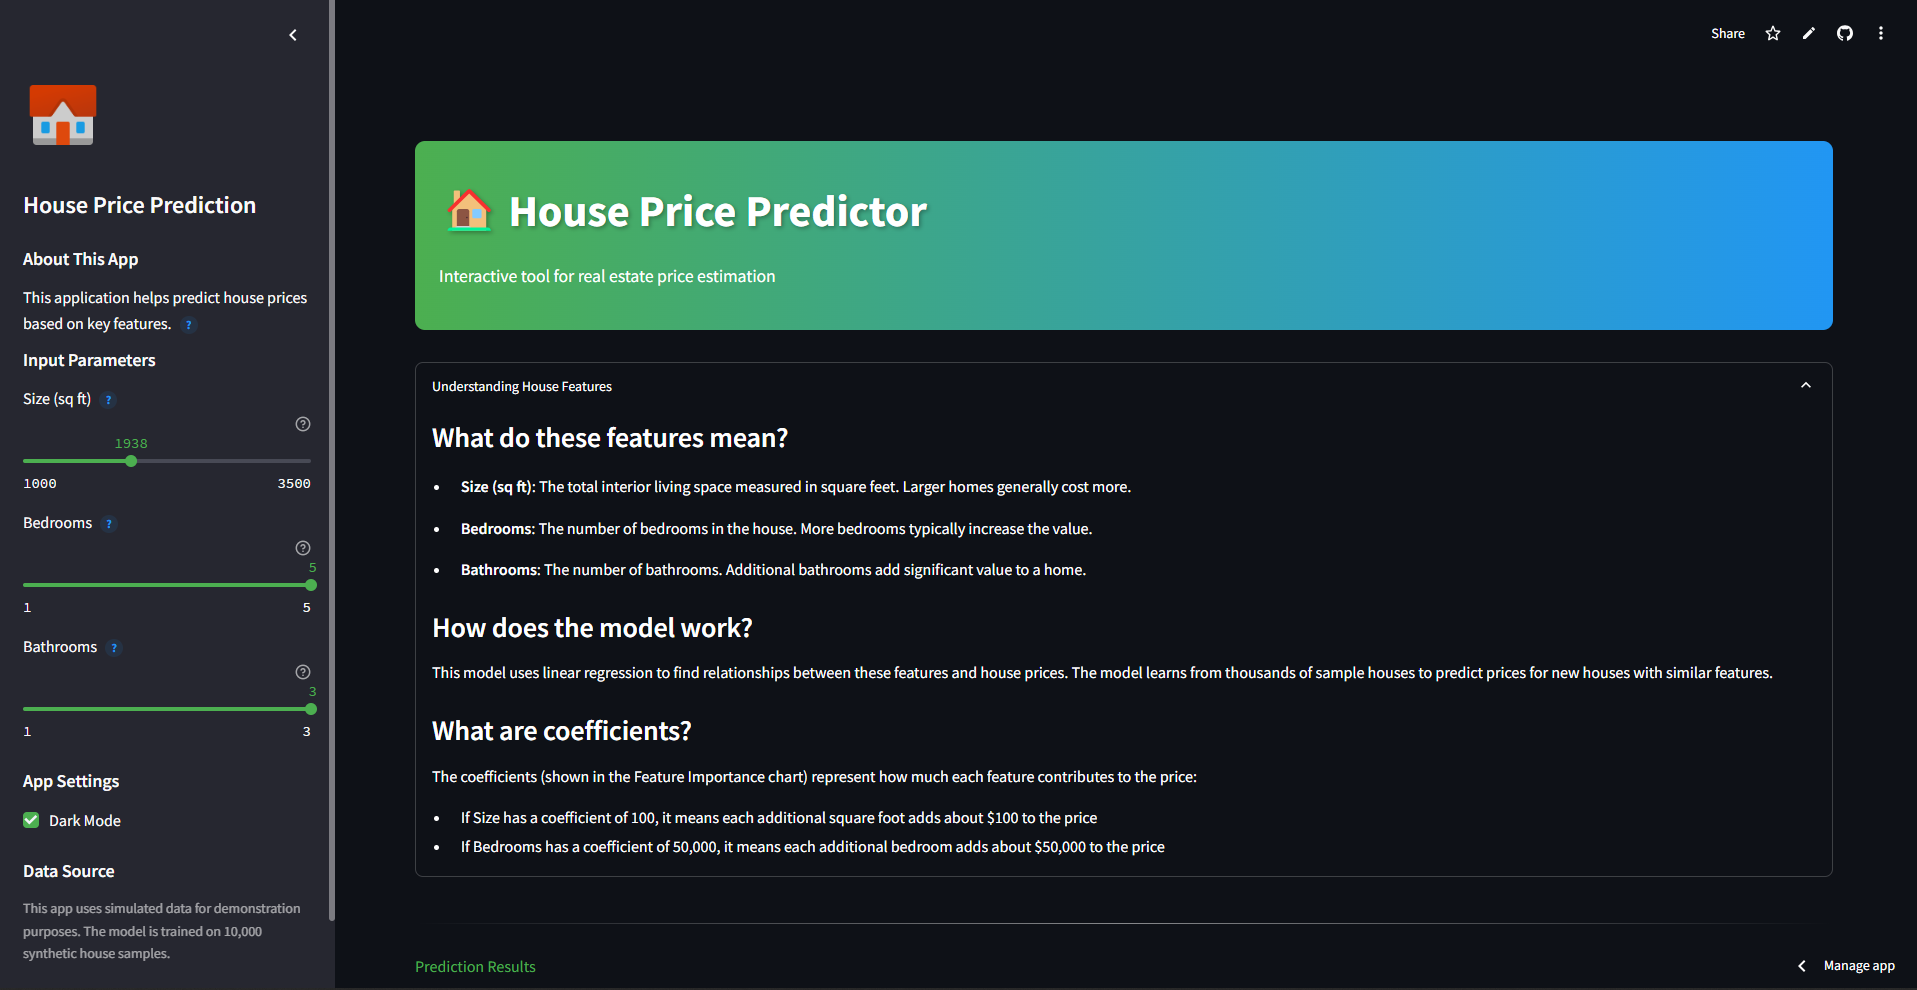 House Price Prediction
About This App
This application helps predict house prices
based on key features. ?
Input Parameters
Size (sq ft) ?
1938
1000 3500
Bedrooms ?
5
1 5
Bathrooms ?
3
1 3
App Settings
Dark Mode
Data Source
This app uses simulated data for demonstration
purposes. The model is trained on 10,000
synthetic house samples.
Share
House Price Predictor
Interactive tool for real estate price estimation
Understanding House Features
What do these features mean?
• Size (sq ft): The total interior living space measured in square feet. Larger homes generally cost more.
• Bedrooms: The number of bedrooms in the house. More bedrooms typically increase the value.
• Bathrooms: The number of bathrooms. Additional bathrooms add significant value to a home.
How does the model work?
This model uses linear regression to find relationships between these features and house prices. The model learns from thousands of sample houses to predict prices for new houses with similar features.
What are coefficients?
The coefficients (shown in the Feature Importance chart) represent how much each feature contributes to the price:
• If Size has a coefficient of 100, it means each additional square foot adds about $100 to the price
• If Bedrooms has a coefficient of 50,000, it means each additional bedroom adds about $50,000 to the price
Prediction Results
Manage app